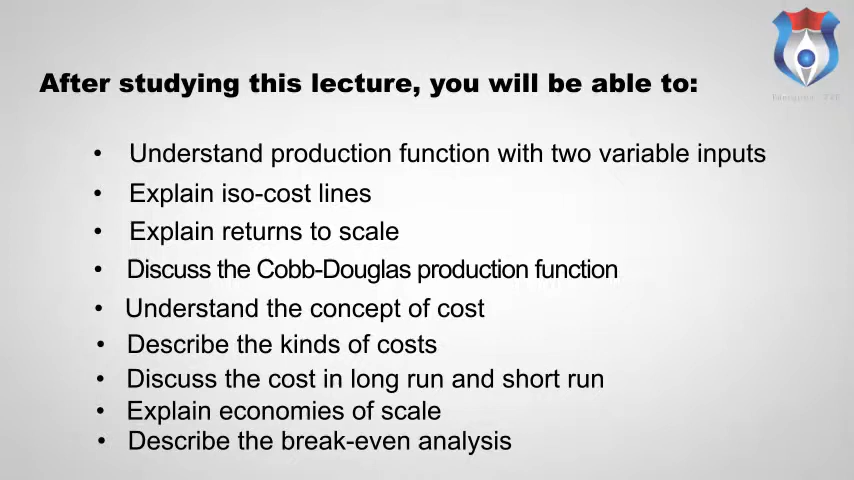 After studying this lecture, you will be able to:
• Understand production function with two variable inputs
• Explain iso-cost lines
• Explain returns to scale
• Discuss the Cobb-Douglas production function
• Understand the concept of cost
• Describe the kinds of costs
• Discuss the cost in long run and short run
• Explain economies of scale
• Describe the break-even analysis